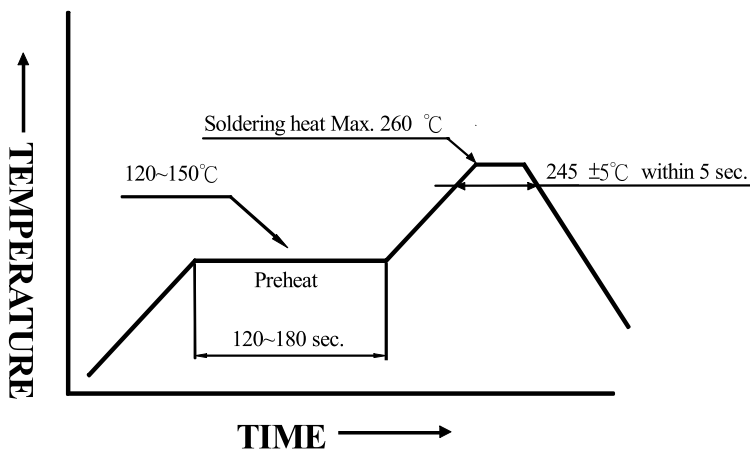 Soldering heat Max. 260 ℃
120~150℃
245 ±5℃ within 5 sec.
Preheat
120~180 sec.
TEMPERATURE
TIME